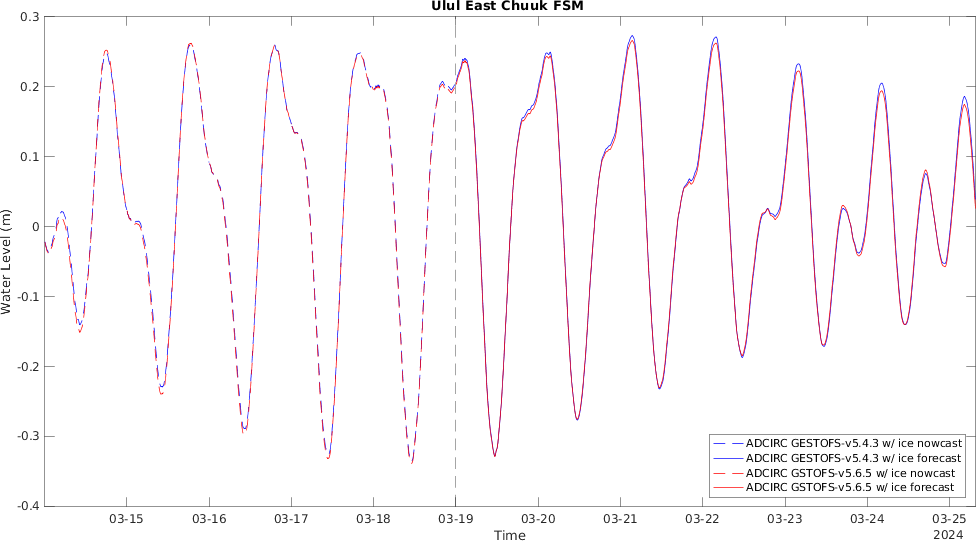 Ulul East Chuuk FSM
0.3
0.2
0.1
0
-0.1
-0.2
-0.3
-0.4
Water Level (m)
ADCIRC GESTOFS-v5.4.3 w/ ice nowcast
ADCIRC GESTOFS-v5.4.3 w/ ice forecast
ADCIRC GSTOFS-v5.6.5 w/ ice nowcast
ADCIRC GSTOFS-v5.6.5 w/ ice forecast
03-15 03-16 03-17 03-18 03-19 03-20 03-21 03-22 03-23 03-24 03-25
Time
2024